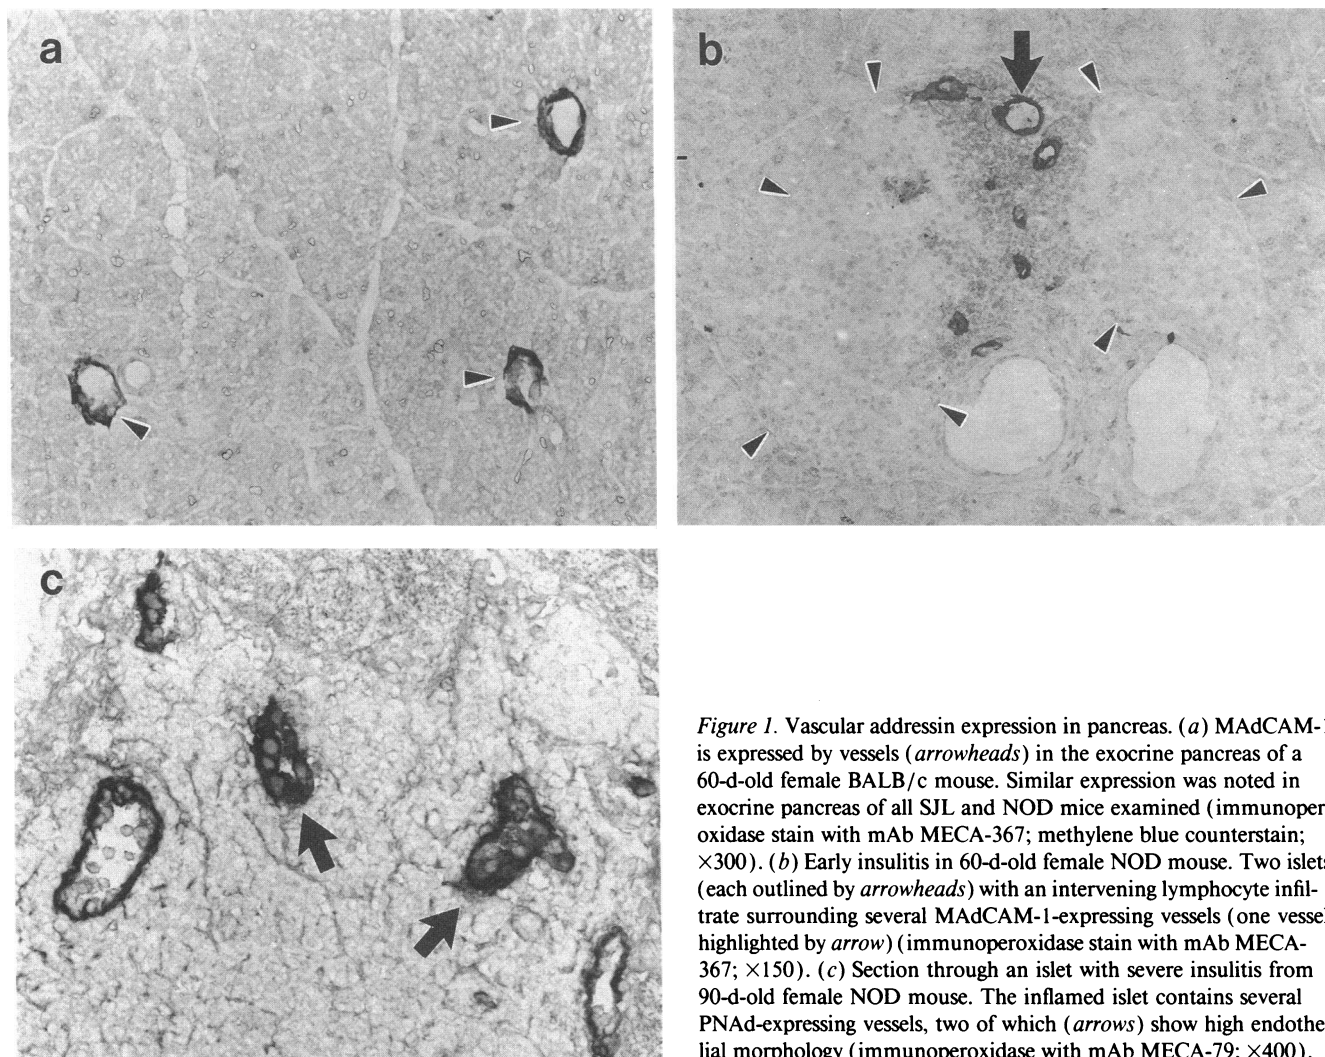 a
b
c
Figure 1. Vascular addressin expression in pancreas. (a) MAdCAM-1
is expressed by vessels (arrowheads) in the exocrine pancreas of a
60-d-old female BALB/c mouse. Similar expression was noted in
exocrine pancreas of all SJL and NOD mice examined (immunoper-
oxidase stain with mAb MECA-367; methylene blue counterstain;
×300). (b) Early insulitis in 60-d-old female NOD mouse. Two islets
(each outlined by arrowheads) with an intervening lymphocyte infil-
trate surrounding several MAdCAM-1-expressing vessels (one vessel
highlighted by arrow) (immunoperoxidase stain with mAb MECA-
367; ×150). (c) Section through an islet with severe insulitis from
90-d-old female NOD mouse. The inflamed islet contains several
PNAd-expressing vessels, two of which (arrows) show high endothe-
lial morphology (immunoperoxidase with mAb MECA-79; ×400).